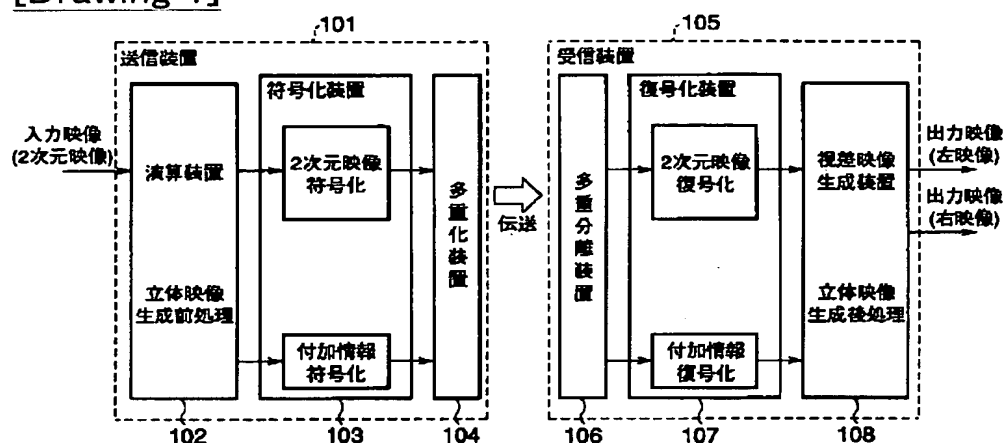 101
105
送信装置
受信装置
符号化装置
復号化装置
入力映像
(2次元映像)
演算装置
2次元映像
符号化
多重化装置
伝送
多重分離装置
2次元映像
復号化
視差映像
生成装置
出力映像
(左映像)
出力映像
(右映像)
立体映像
生成前処理
付加情報
符号化
付加情報
復号化
立体映像
生成後処理
102
103
104
106
107
108